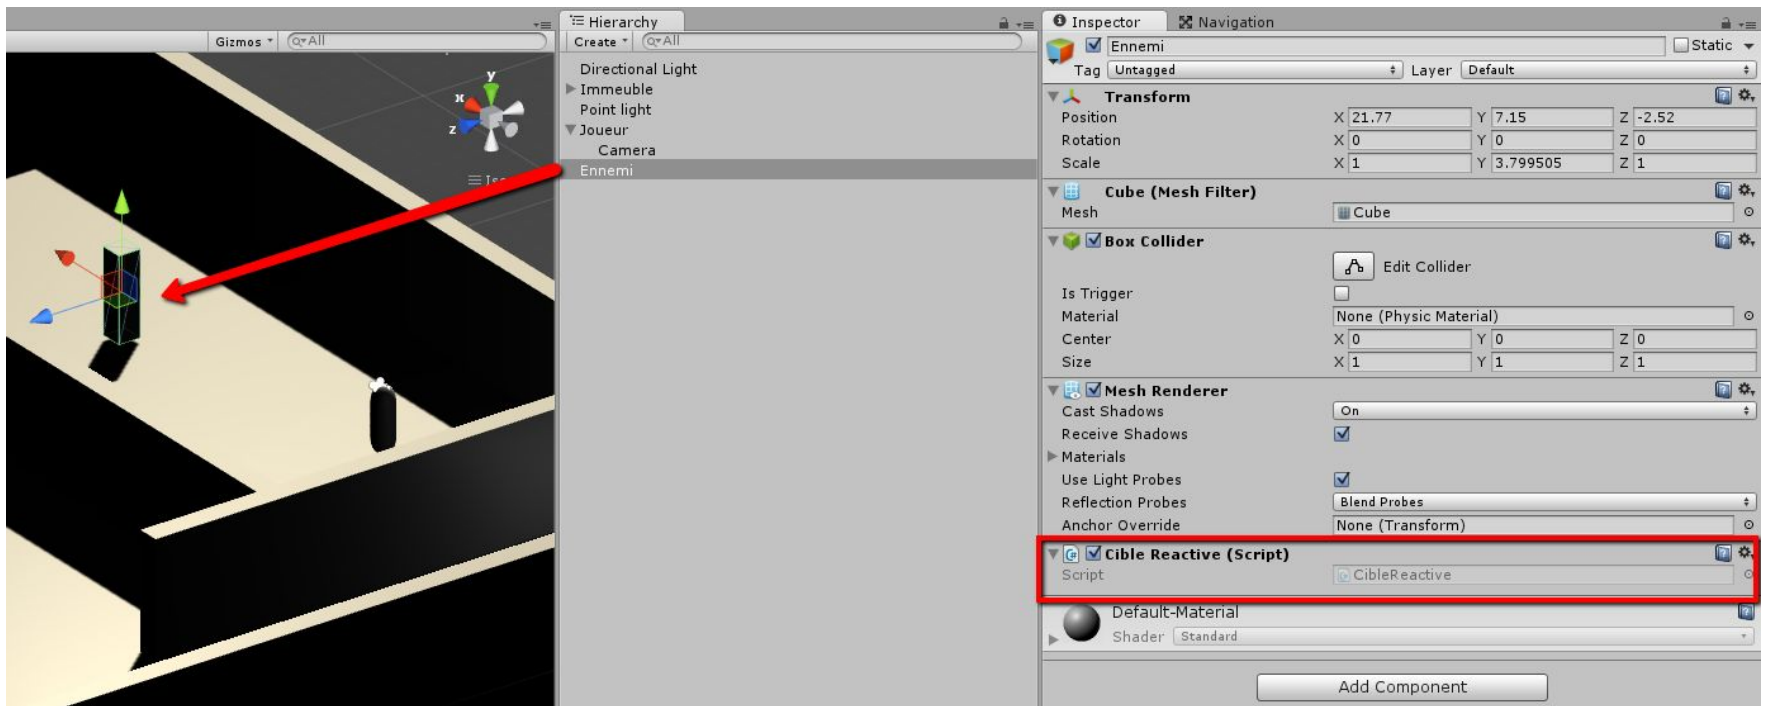 Gizmos All
y
x
z
Iso
Hierarchy
Create All
Directional Light
Immeuble
Point light
Joueur
Camera
Ennemi
Inspector Navigation
Ennemi Static
Tag Untagged Layer Default
Transform
Position X 21.77 Y 7.15 Z -2.52
Rotation X 0 Y 0 Z 0
Scale X 1 Y 3.799505 Z 1
Cube (Mesh Filter)
Mesh Cube
Box Collider
Edit Collider
Is Trigger
Material None (Physic Material)
Center X 0 Y 0 Z 0
Size X 1 Y 1 Z 1
Mesh Renderer
Cast Shadows On
Receive Shadows
Materials
Use Light Probes
Reflection Probes Blend Probes
Anchor Override None (Transform)
Cible Reactive (Script)
Script CibleReactive
Default-Material
Shader Standard
Add Component